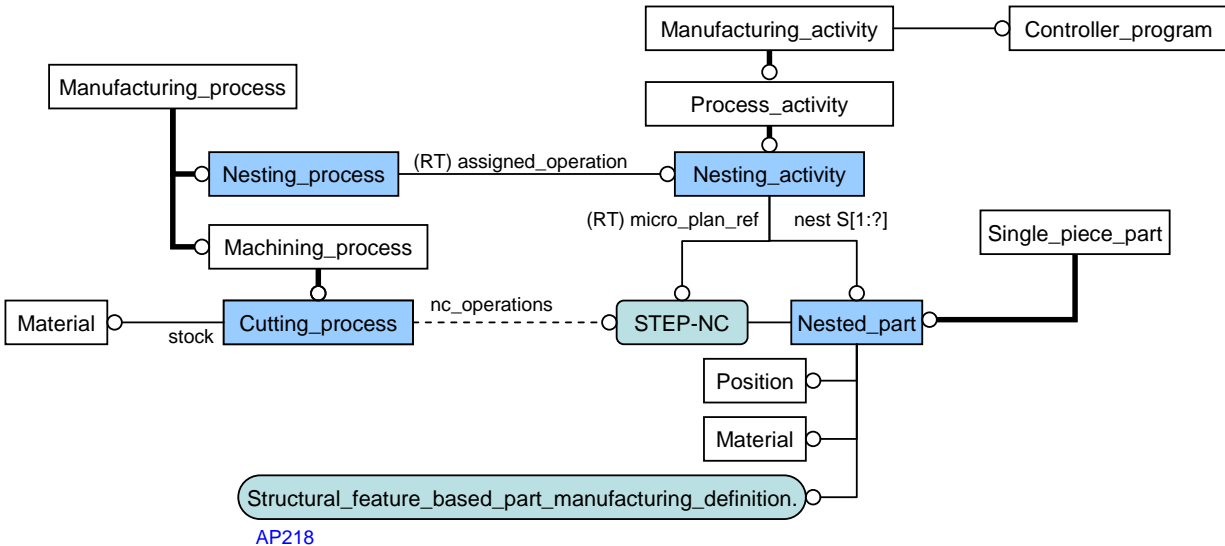 Manufacturing_activity
Controller_program
Manufacturing_process
Process_activity
(RT) assigned_operation
Nesting_process
Nesting_activity
(RT) micro_plan_ref
nest S[1:?]
Single_piece_part
Machining_process
nc_operations
Material
stock
Cutting_process
STEP-NC
Nested_part
Position
Material
Structural_feature_based_part_manufacturing_definition.
AP218